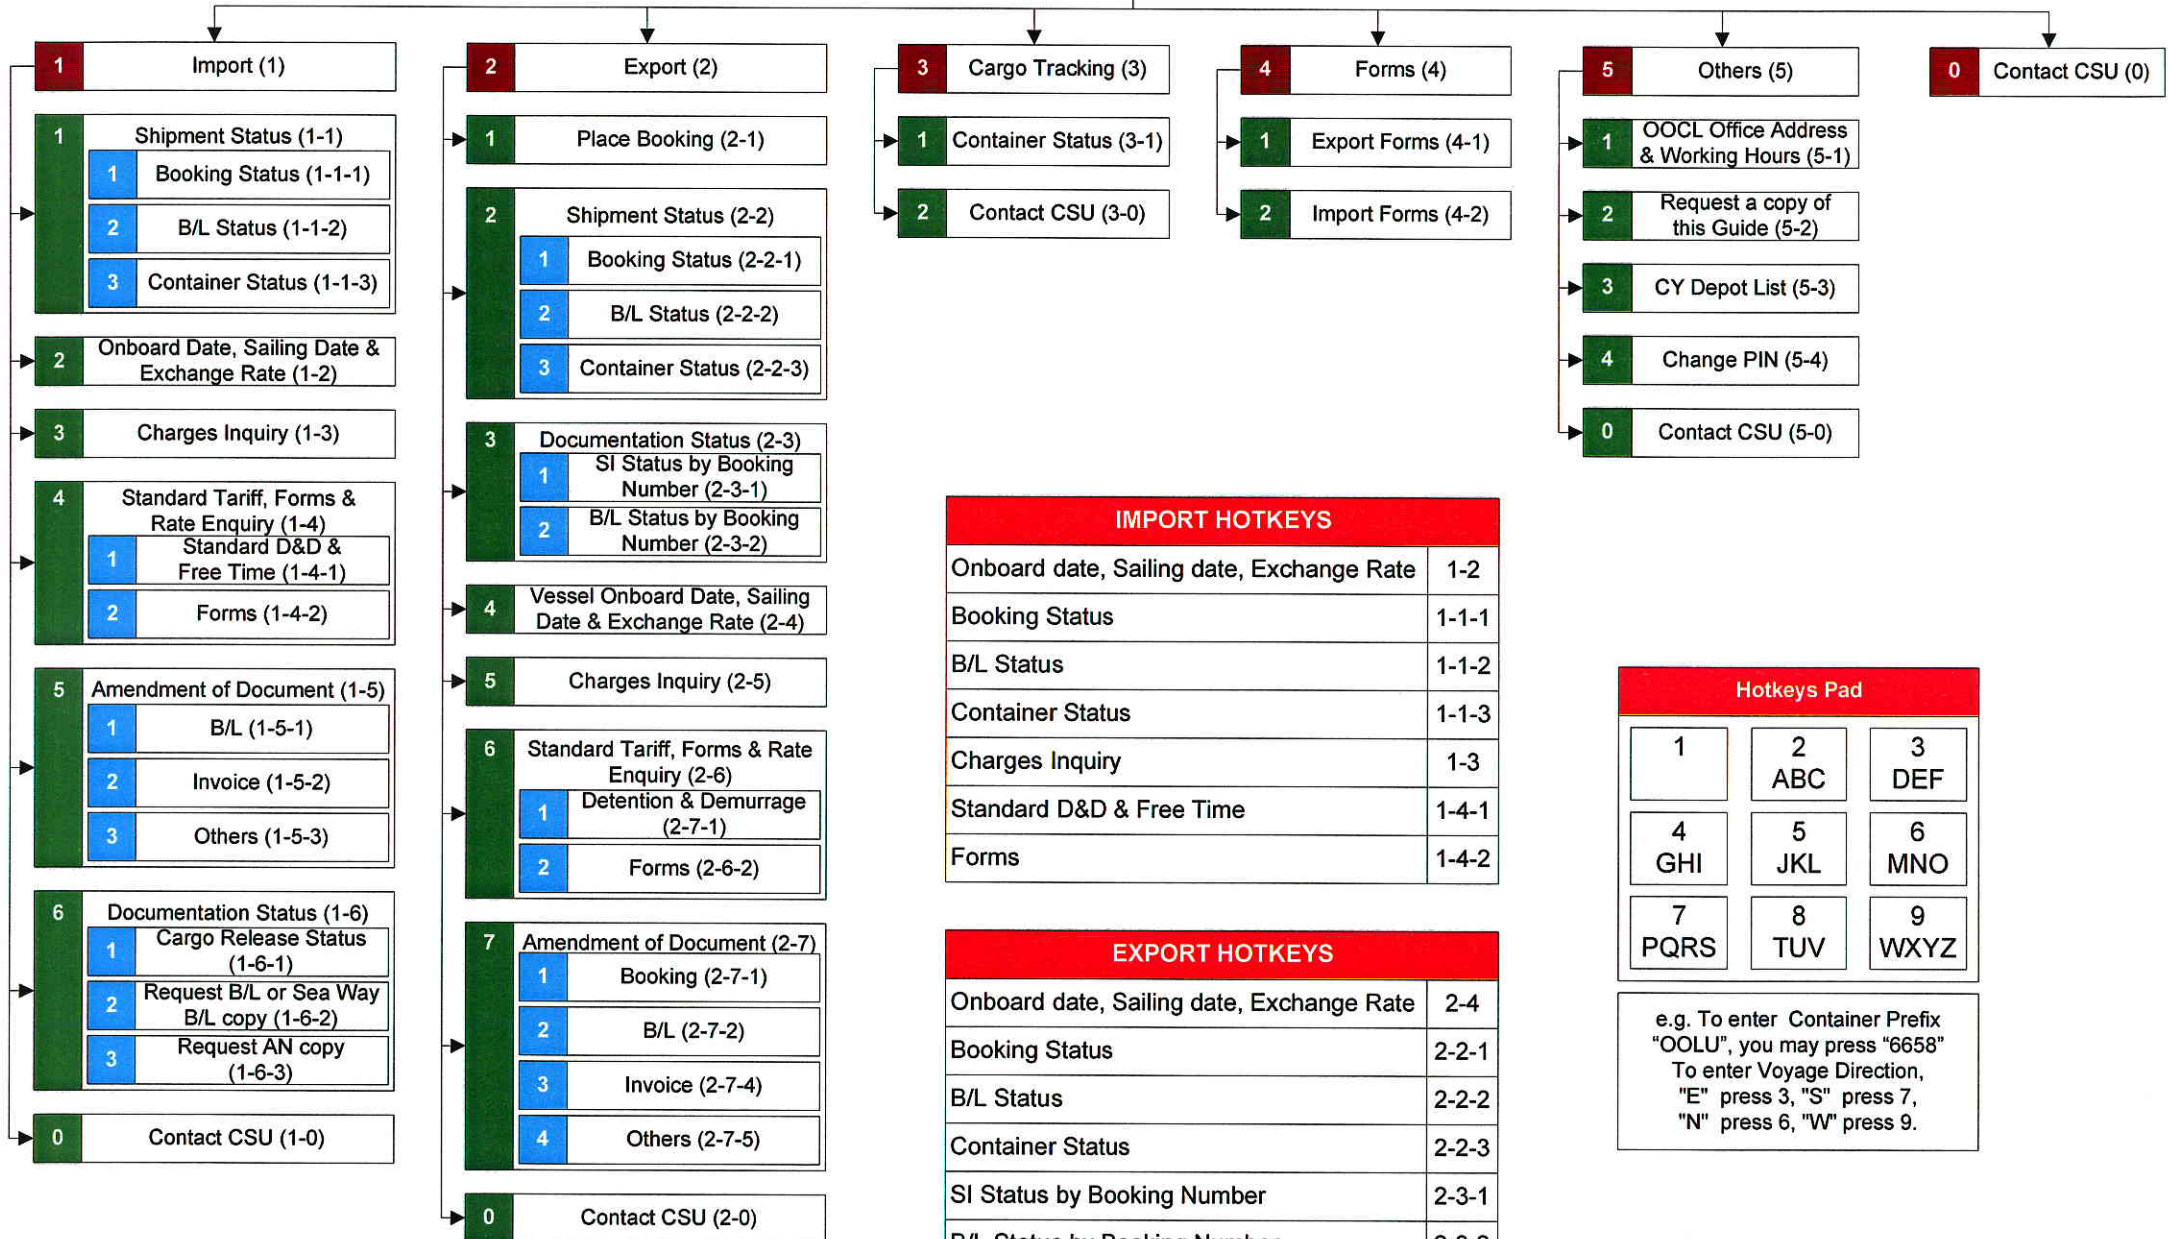 1 Import (1)
1 Shipment Status (1-1)
1 Booking Status (1-1-1)
2 B/L Status (1-1-2)
3 Container Status (1-1-3)
2 Onboard Date, Sailing Date &
Exchange Rate (1-2)
3 Charges Inquiry (1-3)
4 Standard Tariff, Forms &
Rate Enquiry (1-4)
1 Standard D&D &
Free Time (1-4-1)
2 Forms (1-4-2)
5 Amendment of Document (1-5)
1 B/L (1-5-1)
2 Invoice (1-5-2)
3 Others (1-5-3)
6 Documentation Status (1-6)
1 Cargo Release Status
(1-6-1)
2 Request B/L or Sea Way
B/L copy (1-6-2)
3 Request AN copy
(1-6-3)
0 Contact CSU (1-0)
2 Export (2)
1 Place Booking (2-1)
2 Shipment Status (2-2)
1 Booking Status (2-2-1)
2 B/L Status (2-2-2)
3 Container Status (2-2-3)
3 Documentation Status (2-3)
1 SI Status by Booking
Number (2-3-1)
2 B/L Status by Booking
Number (2-3-2)
4 Vessel Onboard Date, Sailing
Date & Exchange Rate (2-4)
5 Charges Inquiry (2-5)
6 Standard Tariff, Forms & Rate
Enquiry (2-6)
1 Detention & Demurrage
(2-7-1)
2 Forms (2-6-2)
7 Amendment of Document (2-7)
1 Booking (2-7-1)
2 B/L (2-7-2)
3 Invoice (2-7-4)
4 Others (2-7-5)
0 Contact CSU (2-0)
3 Cargo Tracking (3)
1 Container Status (3-1)
2 Contact CSU (3-0)
4 Forms (4)
1 Export Forms (4-1)
2 Import Forms (4-2)
5 Others (5)
1 OOCL Office Address
& Working Hours (5-1)
2 Request a copy of
this Guide (5-2)
3 CY Depot List (5-3)
4 Change PIN (5-4)
0 Contact CSU (5-0)
0 Contact CSU (0)
IMPORT HOTKEYS
Onboard date, Sailing date, Exchange Rate 1-2
Booking Status 1-1-1
B/L Status 1-1-2
Container Status 1-1-3
Charges Inquiry 1-3
Standard D&D & Free Time 1-4-1
Forms 1-4-2
EXPORT HOTKEYS
Onboard date, Sailing date, Exchange Rate 2-4
Booking Status 2-2-1
B/L Status 2-2-2
Container Status 2-2-3
SI Status by Booking Number 2-3-1
B/L Status by Booking Number
Hotkeys Pad
1 2 3
ABC DEF
4 5 6
GHI JKL MNO
7 8 9
PQRS TUV WXYZ
e.g. To enter Container Prefix
“OOLU”, you may press “6658”
To enter Voyage Direction,
"E" press 3, "S" press 7,
"N" press 6, "W" press 9.